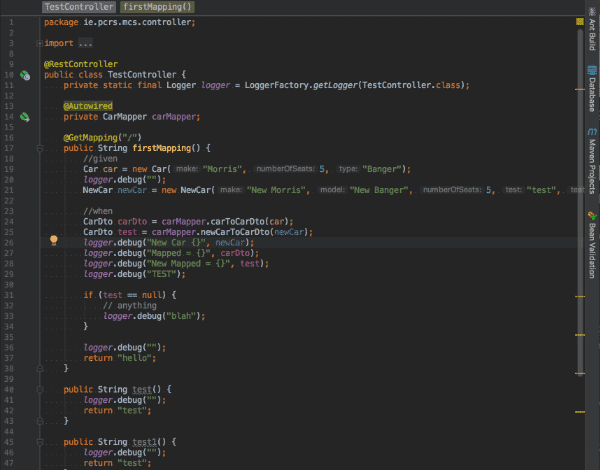 TestController firstMapping()
1 package ie.pcrs.mcs.controller;
2
3 import ...
8
9 @RestController
10 public class TestController {
11 private static final Logger logger = LoggerFactory.getLogger(TestController.class);
12
13 @Autowired
14 private CarMapper carMapper;
15
16 @GetMapping("/")
17 public String firstMapping() {
18 //given
19 Car car = new Car( make: "Morris", numberOfSeats: 5, type: "Banger");
20 logger.debug("");
21 NewCar newCar = new NewCar( make: "New Morris", model: "New Banger", numberOfSeats: 5, test: "test",
22
23 //when
24 CarDto carDto = carMapper.carToCarDto(car);
25 CarDto test = carMapper.newCarToCarDto(newCar);
26 logger.debug("New Car {}", newCar);
27 logger.debug("Mapped = {}", carDto);
28 logger.debug("New Mapped = {}", test);
29 logger.debug("TEST");
30
31 if (test == null) {
32 // anything
33 logger.debug("blah");
34 }
35
36 logger.debug("");
37 return "hello";
38 }
39
40 public String test() {
41 logger.debug("");
42 return "test";
43 }
44
45 public String test1() {
46 logger.debug("");
47 return "test";
Ant Build
Database
Maven Projects
Bean Validation